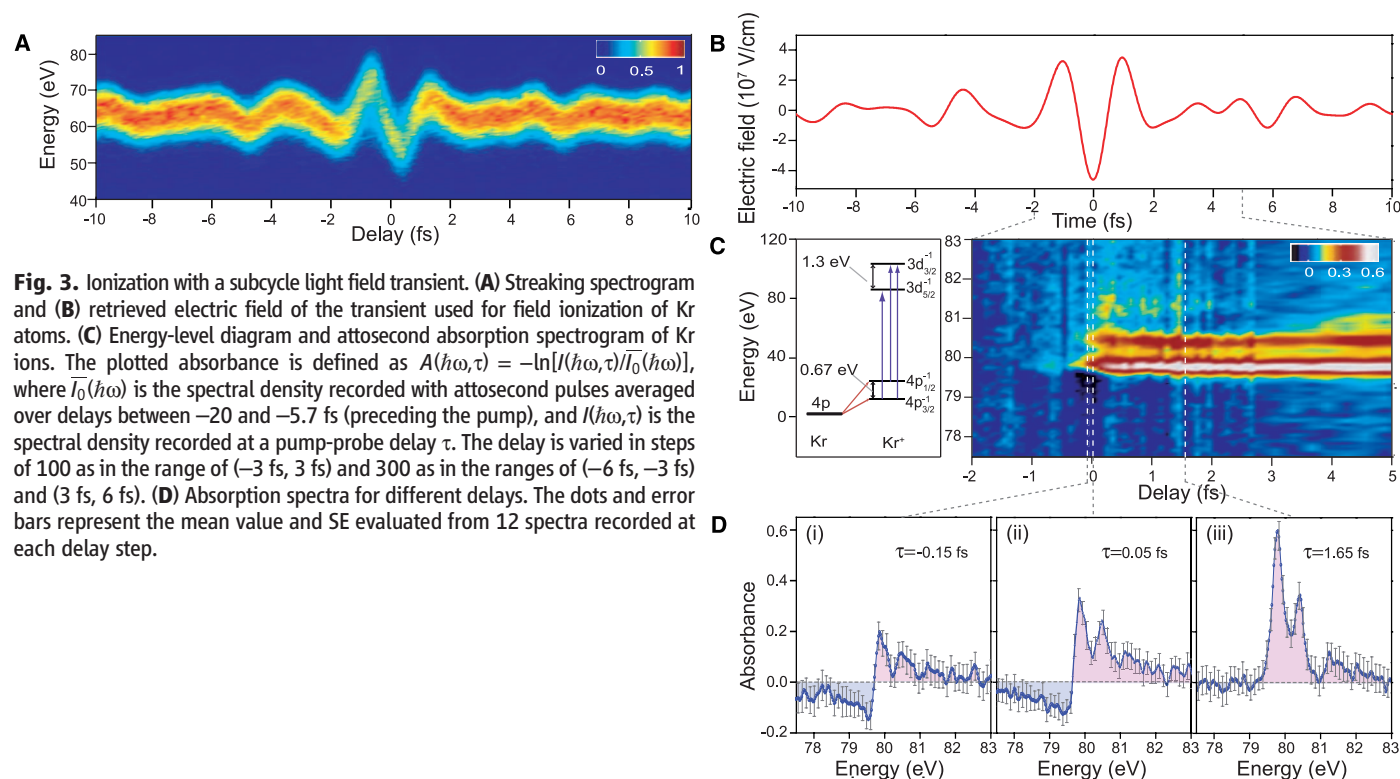 A
Energy (eV)
80
70
60
50
40
0 0.5 1
-10 -8 -6 -4 -2 0 2 4 6 8 10
Delay (fs)
B
Electric field (10⁷ V/cm)
4
2
0
-2
-4
-10 -8 -6 -4 -2 0 2 4 6 8 10
Time (fs)
Fig. 3. Ionization with a subcycle light field transient. (A) Streaking spectrogram
and (B) retrieved electric field of the transient used for field ionization of Kr
atoms. (C) Energy-level diagram and attosecond absorption spectrogram of Kr
ions. The plotted absorbance is defined as A(ℏω,τ) = −ln[I(ℏω,τ)/I̅₀(ℏω)],
where I̅₀(ℏω) is the spectral density recorded with attosecond pulses averaged
over delays between −20 and −5.7 fs (preceding the pump), and I(ℏω,τ) is the
spectral density recorded at a pump-probe delay τ. The delay is varied in steps
of 100 as in the range of (−3 fs, 3 fs) and 300 as in the ranges of (−6 fs, −3 fs)
and (3 fs, 6 fs). (D) Absorption spectra for different delays. The dots and error
bars represent the mean value and SE evaluated from 12 spectra recorded at
each delay step.
C
Energy (eV)
120
80
40
0
1.3 eV
3d⁻¹3/2
3d⁻¹5/2
0.67 eV
4p⁻¹1/2
4p⁻¹3/2
4p
Kr
Kr⁺
83
82
81
80
79
78
0 0.3 0.6
-2 -1 0 1 2 3 4 5
Delay (fs)
D
Absorbance
0.6
0.4
0.2
0.0
-0.2
(i)
τ=-0.15 fs
(ii)
τ=0.05 fs
(iii)
τ=1.65 fs
78 79 80 81 82 83
78 79 80 81 82 83
78 79 80 81 82 83
Energy (eV)
Energy (eV)
Energy (eV)